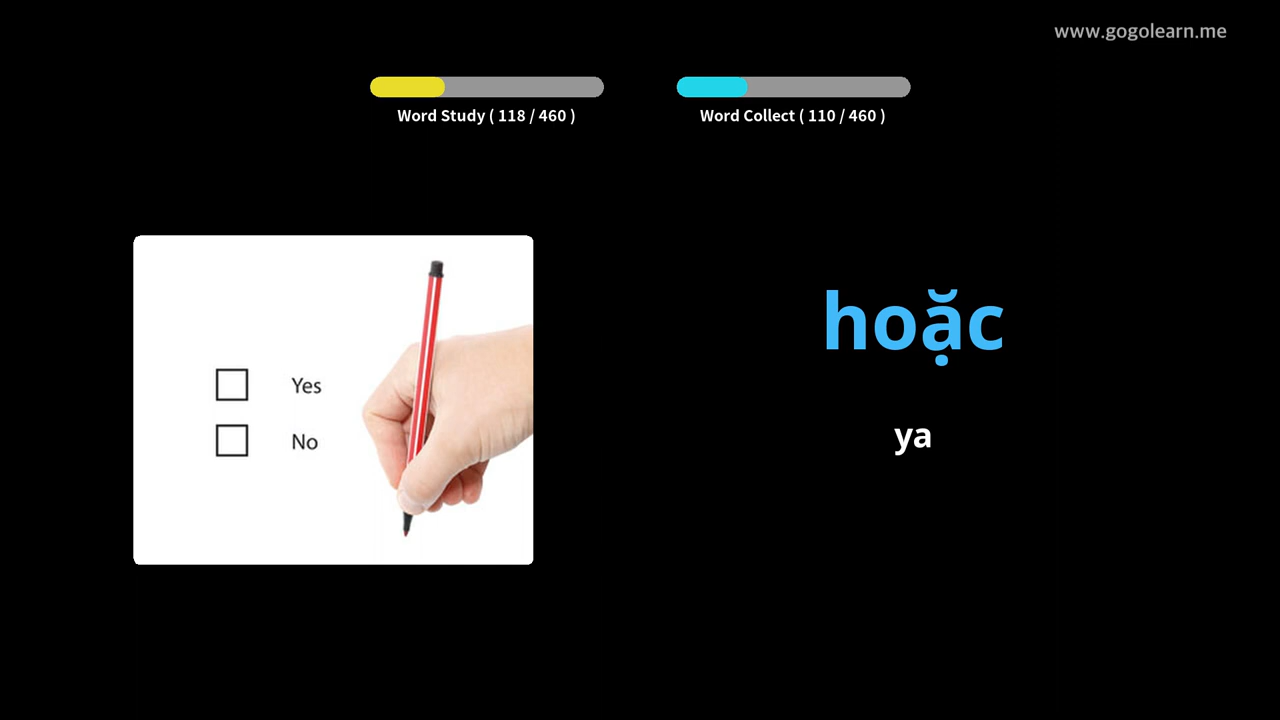 www.gogolearn.me
Word Study ( 118 / 460 )
Word Collect ( 110 / 460 )
Yes
No
hoặc
ya